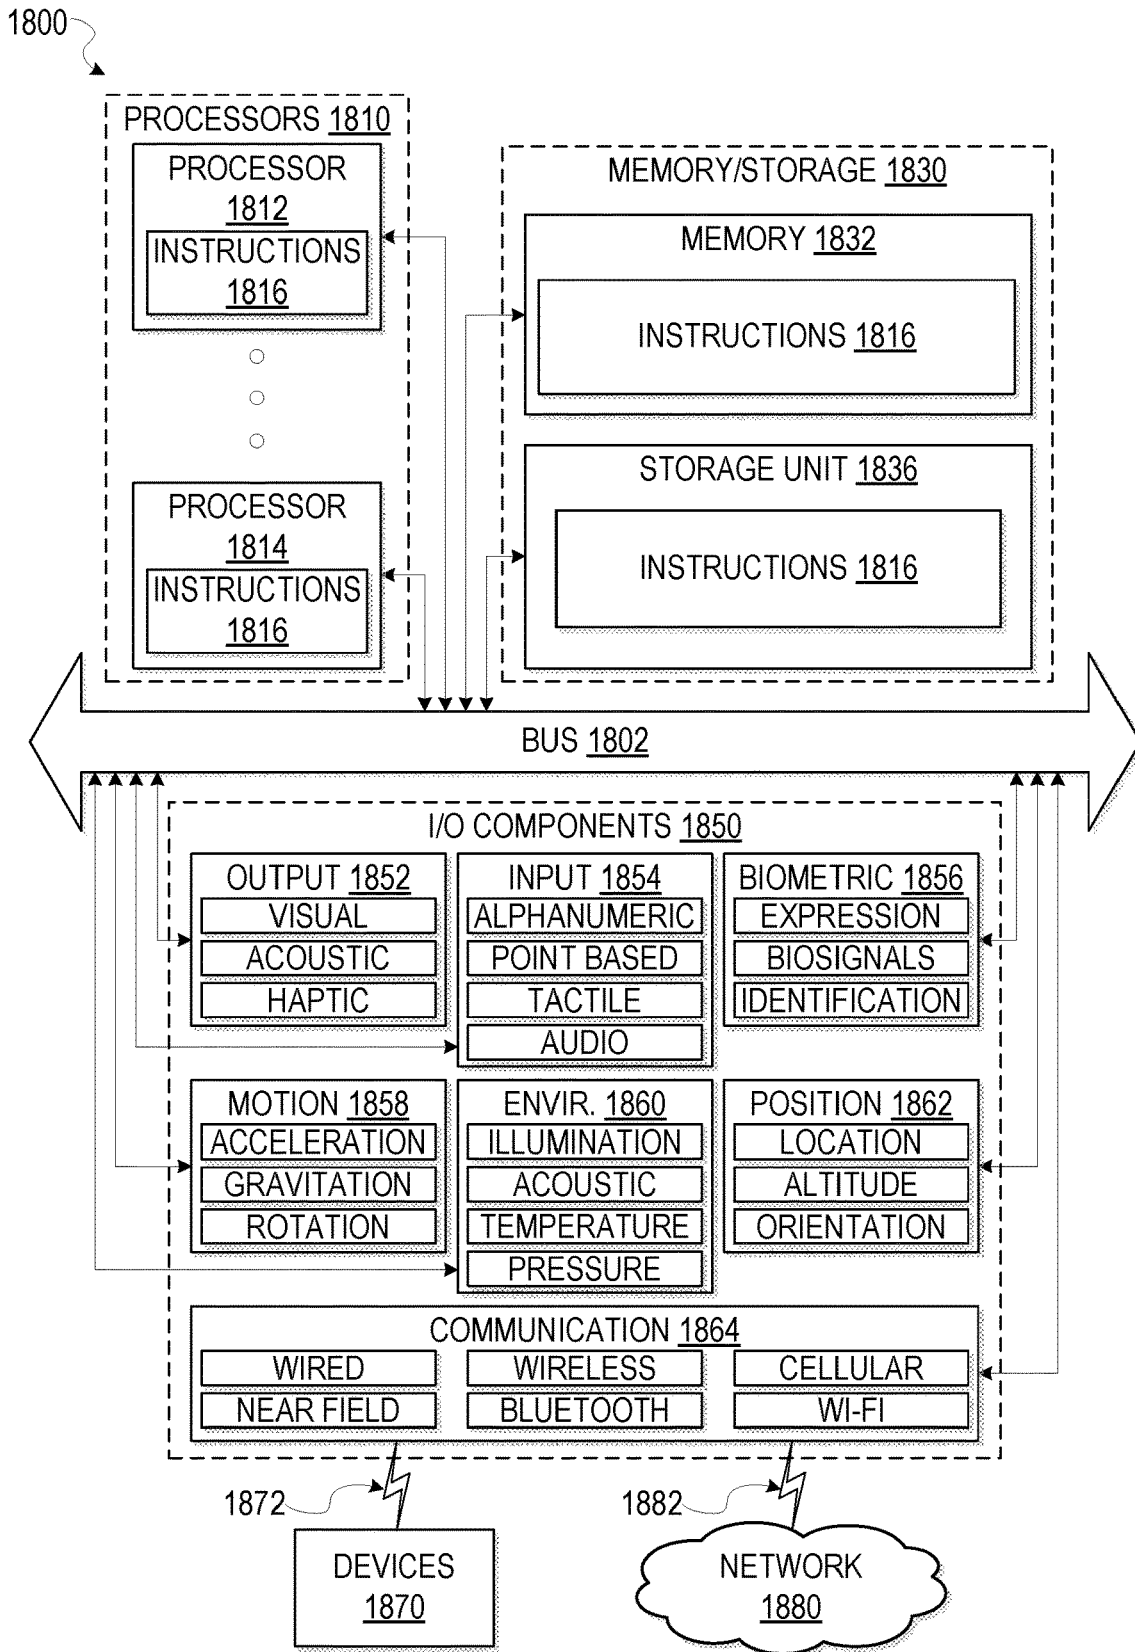 1800
PROCESSORS 1810
PROCESSOR
1812
INSTRUCTIONS
1816
PROCESSOR
1814
INSTRUCTIONS
1816
MEMORY/STORAGE 1830
MEMORY 1832
INSTRUCTIONS 1816
STORAGE UNIT 1836
INSTRUCTIONS 1816
BUS 1802
I/O COMPONENTS 1850
OUTPUT 1852
VISUAL
ACOUSTIC
HAPTIC
INPUT 1854
ALPHANUMERIC
POINT BASED
TACTILE
AUDIO
BIOMETRIC 1856
EXPRESSION
BIOSIGNALS
IDENTIFICATION
MOTION 1858
ACCELERATION
GRAVITATION
ROTATION
ENVIR. 1860
ILLUMINATION
ACOUSTIC
TEMPERATURE
PRESSURE
POSITION 1862
LOCATION
ALTITUDE
ORIENTATION
COMMUNICATION 1864
WIRED
WIRELESS
CELLULAR
NEAR FIELD
BLUETOOTH
WI-FI
1872
1882
DEVICES
1870
NETWORK
1880